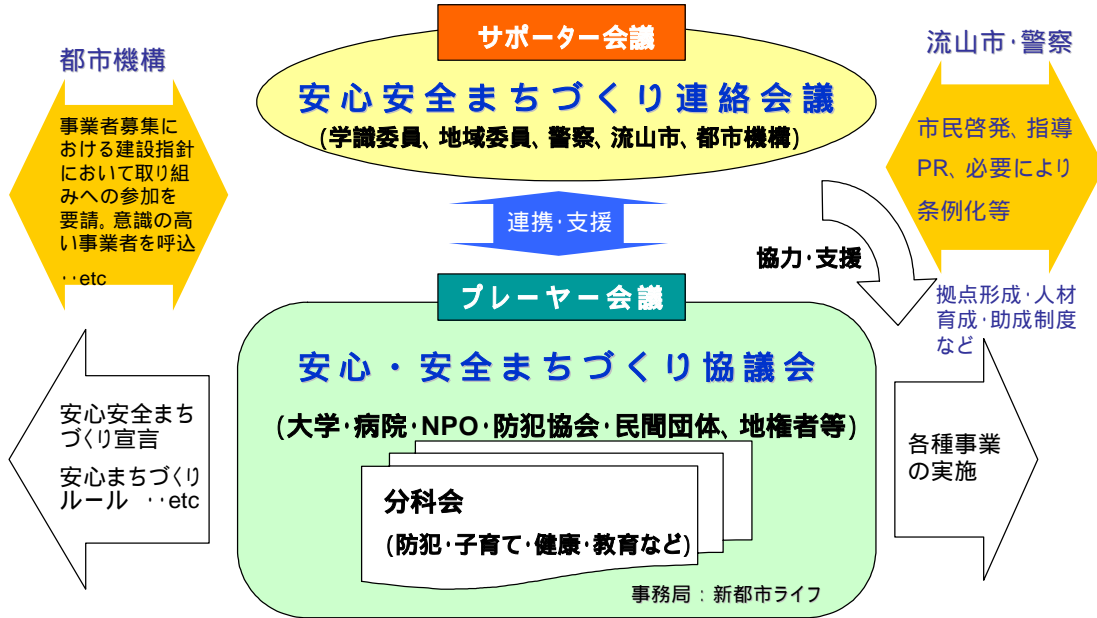 サポーター会議
安心安全まちづくり連絡会議
(学識委員、地域委員、警察、流山市、都市機構)
都市機構
事業者募集に
おける建設指針
において取り組
みへの参加を
要請。意識の高
い事業者を呼込
‥etc
流山市・警察
市民啓発、指導
PR、必要により
条例化等
連携・支援
協力・支援
拠点形成・人材
育成・助成制度
など
プレーヤー会議
安心・安全まちづくり協議会
(大学・病院・NPO・防犯協会・民間団体、地権者等)
分科会
(防犯・子育て・健康・教育など)
事務局：新都市ライフ
安心安全まち
づくり宣言
安心まちづくり
ルール ‥etc
各種事業
の実施